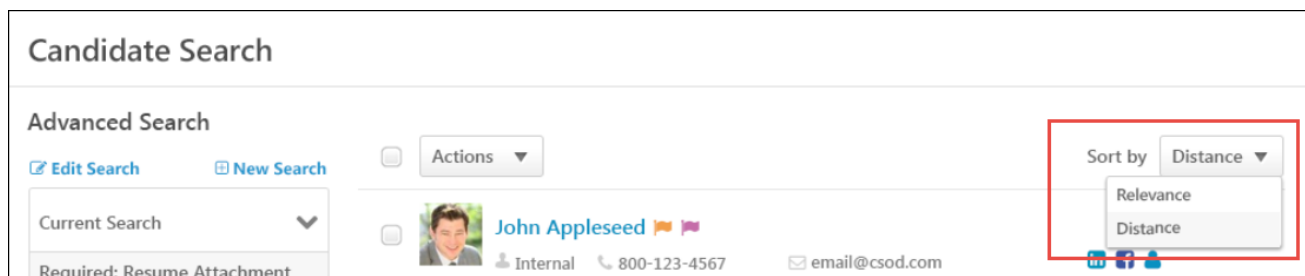 Candidate Search
Advanced Search
Edit Search
New Search
Current Search
Required: Resume Attachment
Actions
Sort by
Distance
Relevance
Distance
John Appleseed
Internal
800-123-4567
email@csod.com
in f